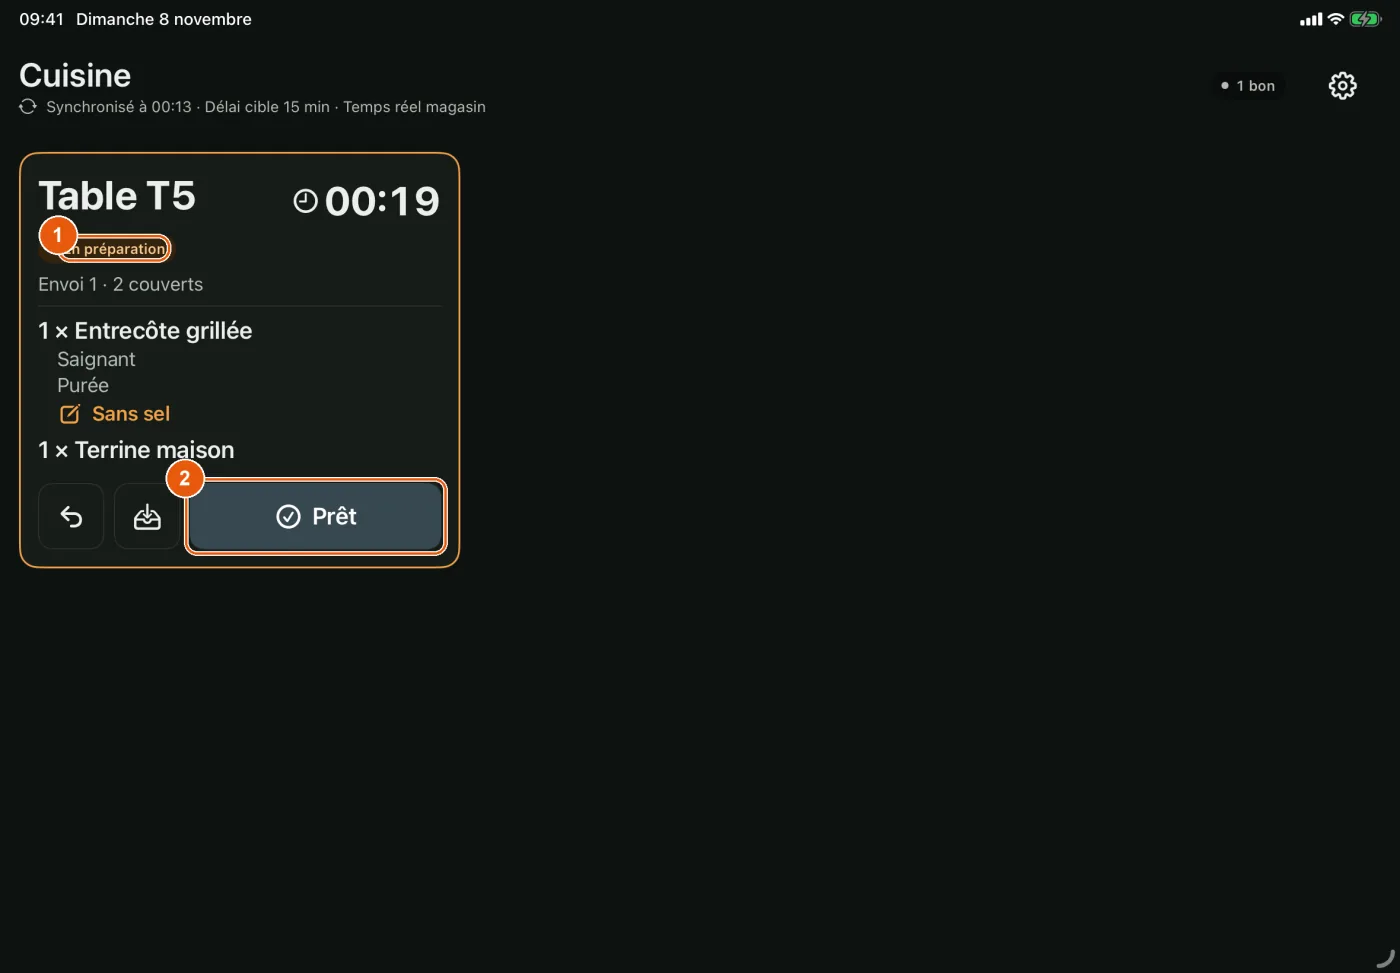 09:41 Dimanche 8 novembre
Cuisine
Synchronisé à 00:13 · Délai cible 15 min · Temps réel magasin
1 bon
Table T5
00:19
1
préparation
Envoi 1 · 2 couverts
1 × Entrecôte grillée
Saignant
Purée
Sans sel
1 × Terrine maison
2
Prêt